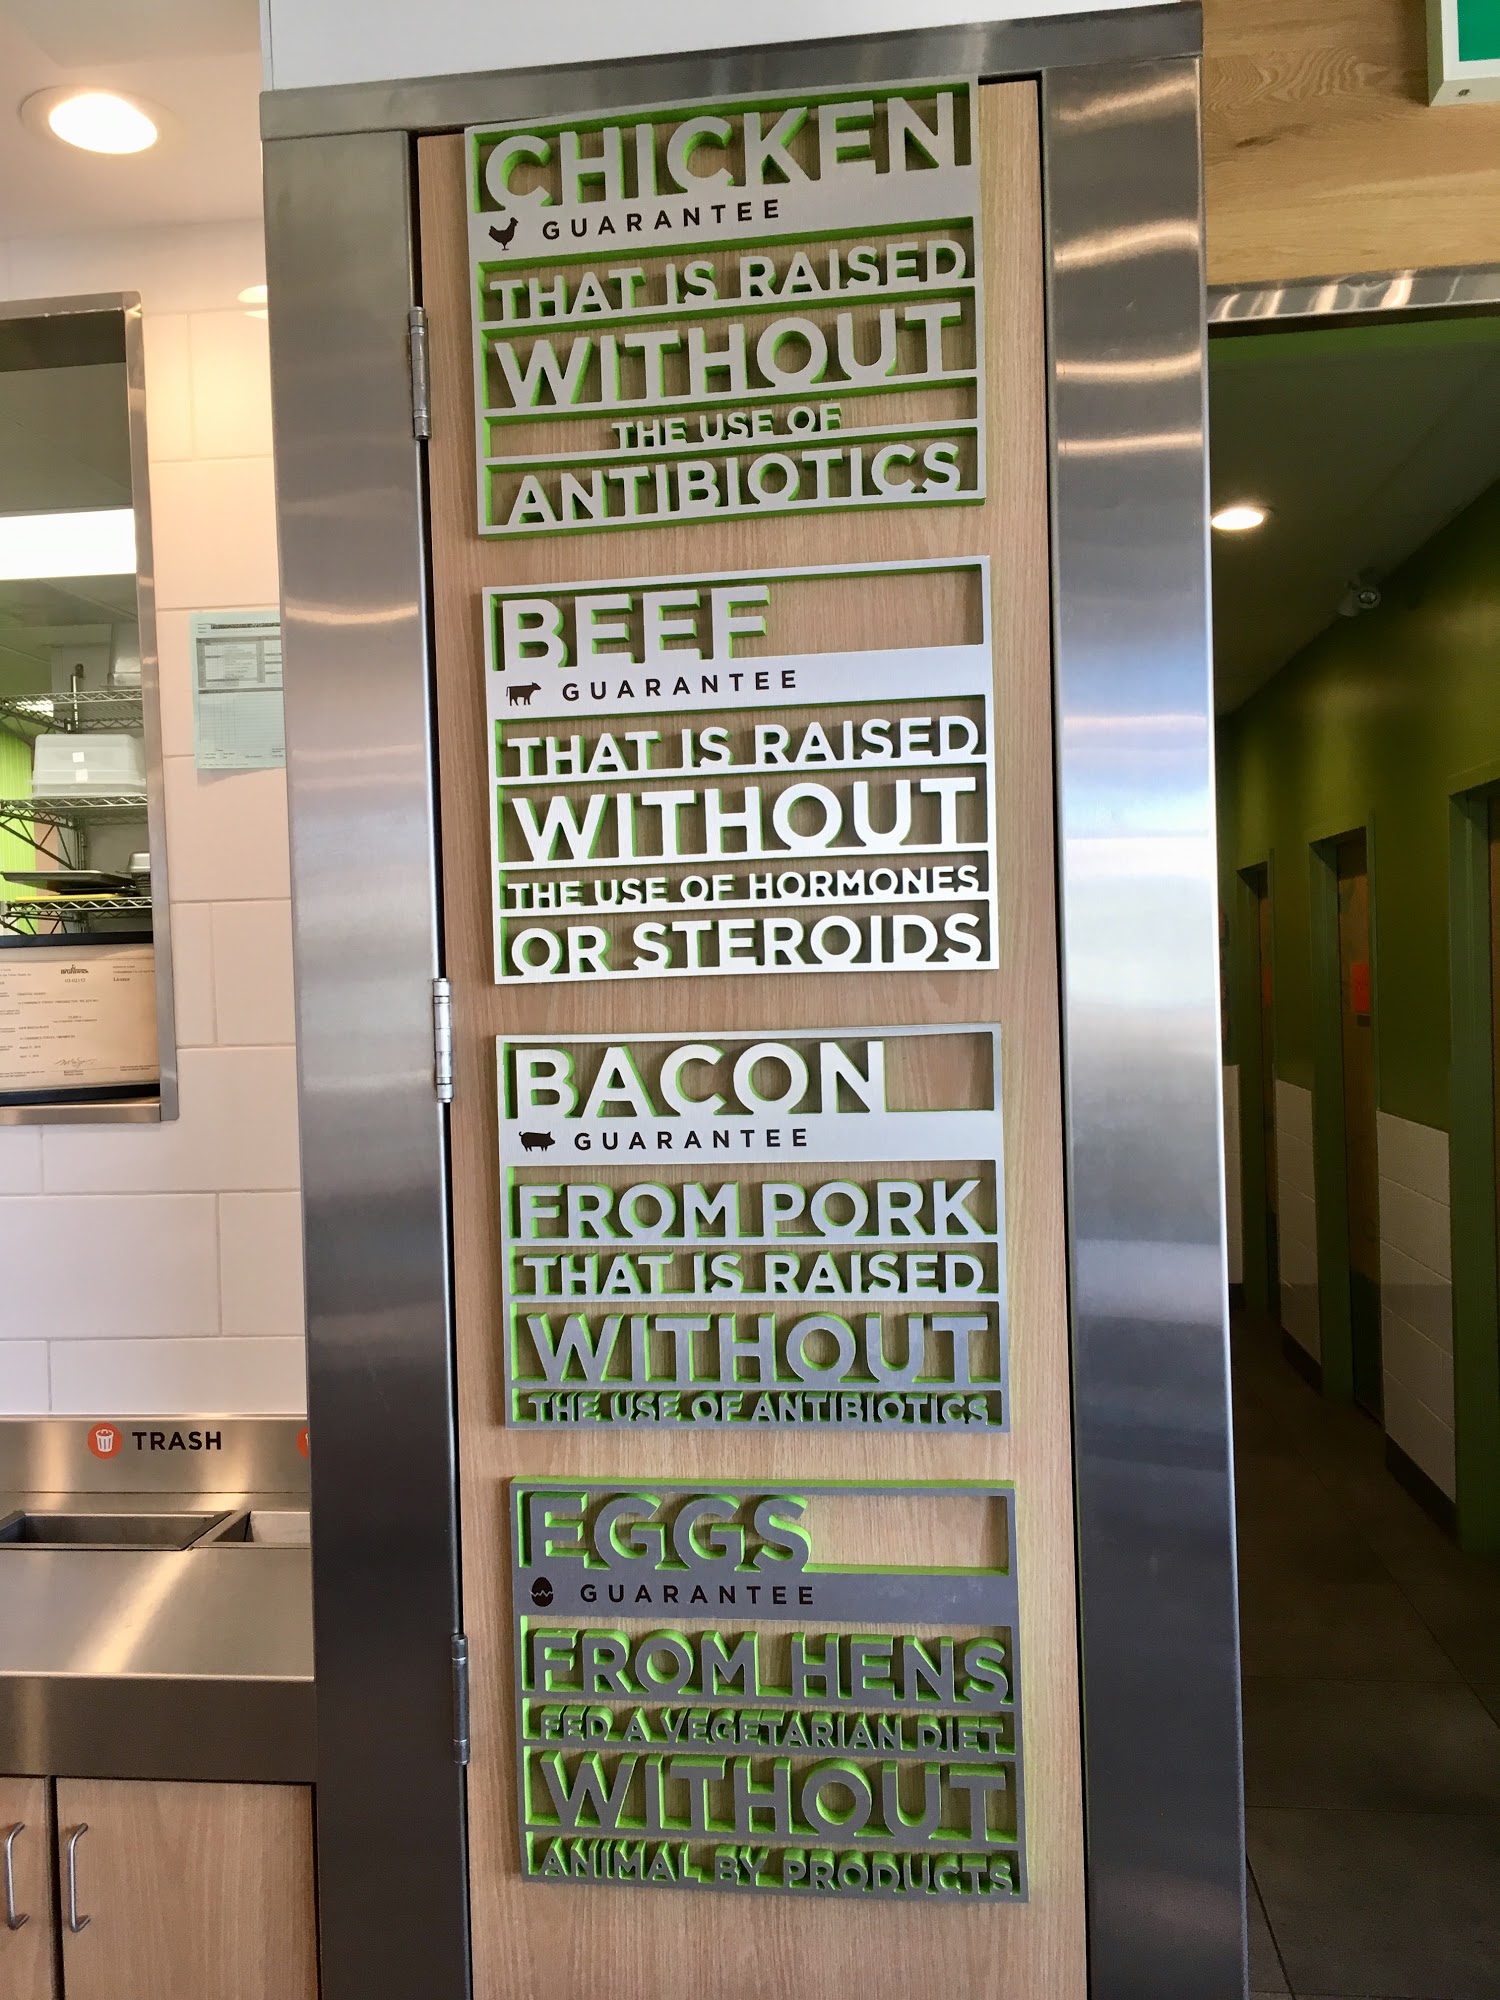 CHICKEN
GUARANTEE
THAT IS RAISED
WITHOUT
THE USE OF
ANTIBIOTICS
BEEF
GUARANTEE
THAT IS RAISED
WITHOUT
THE USE OF HORMONES
OR STEROIDS
BACON
GUARANTEE
FROM PORK
THAT IS RAISED
WITHOUT
THE USE OF ANTIBIOTICS
EGGS
GUARANTEE
FROM HENS
FED A VEGETARIAN DIET
WITHOUT
ANIMAL BY PRODUCTS
TRASH